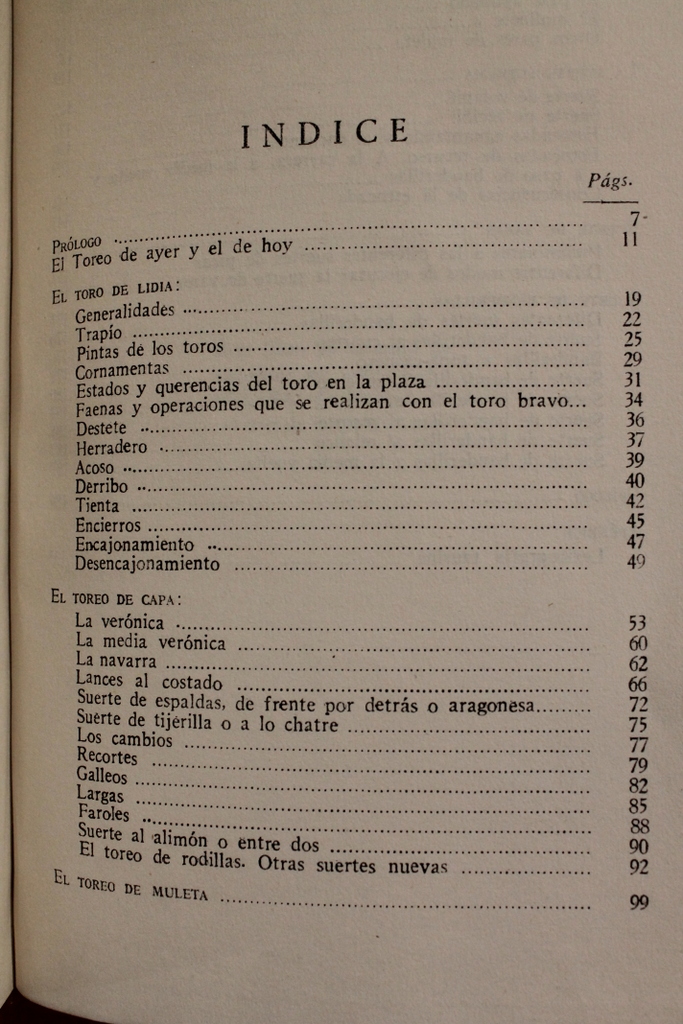 INDICE
Págs.
PRÓLOGO ........................ 7
El Toreo de ayer y el de hoy ........................ 11
EL TORO DE LIDIA:
Generalidades ........................ 19
Trapío ........................ 22
Pintas de los toros ........................ 25
Cornamentas ........................ 29
Estados y querencias del toro en la plaza ........................ 31
Faenas y operaciones que se realizan con el toro bravo... 34
Destete ........................ 36
Herradero ........................ 37
Acoso ........................ 39
Derribo ........................ 40
Tienta ........................ 42
Encierros ........................ 45
Encajonamiento ........................ 47
Desencajonamiento ........................ 49
EL TOREO DE CAPA:
La verónica ........................ 53
La media verónica ........................ 60
La navarra ........................ 62
Lances al costado ........................ 66
Suerte de espaldas, de frente por detrás o aragonesa......... 72
Suerte de tijerilla o a lo chatre ........................ 75
Los cambios ........................ 77
Recortes ........................ 79
Galleos ........................ 82
Largas ........................ 85
Faroles ........................ 88
Suerte al alimón o entre dos ........................ 90
El toreo de rodillas. Otras suertes nuevas ........................ 92
EL TOREO DE MULETA ........................ 99